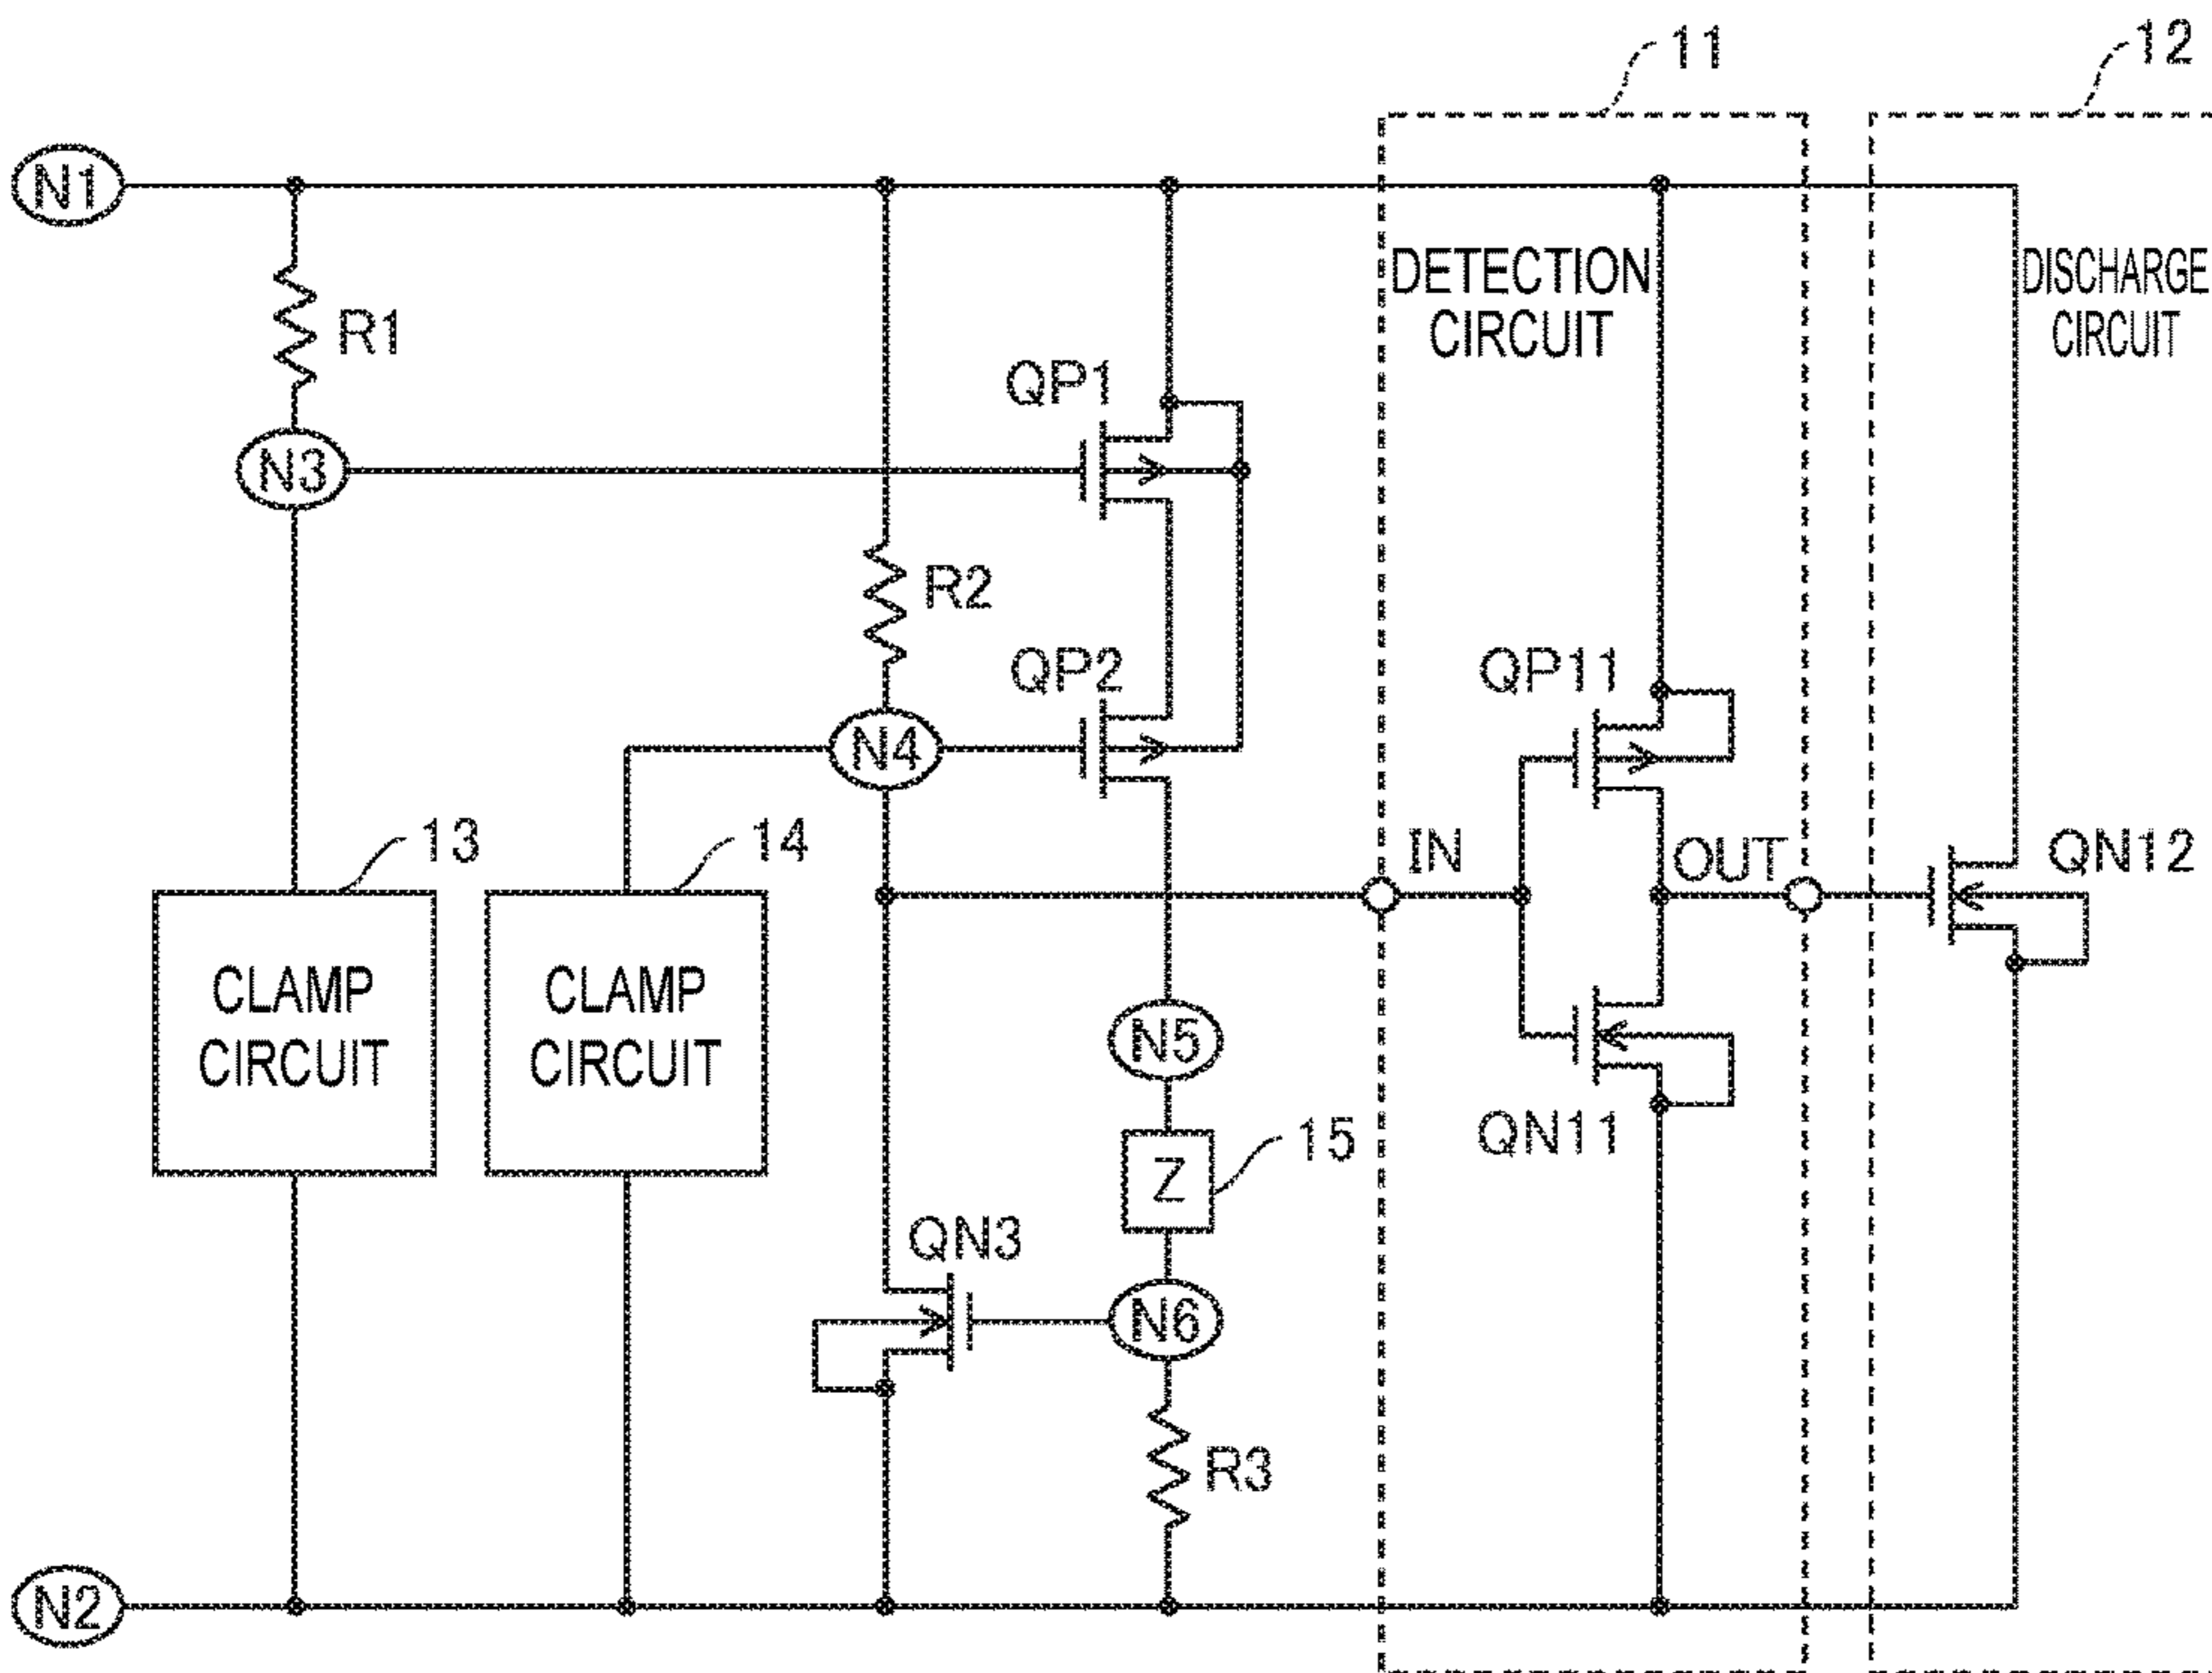 11
12
N1
DETECTION
CIRCUIT
DISCHARGE
CIRCUIT
R1
QP1
N3
R2
QP2
QP11
N4
13
14
IN
OUT
QN12
CLAMP
CIRCUIT
CLAMP
CIRCUIT
N5
15
QN11
Z
QN3
N6
R3
N2